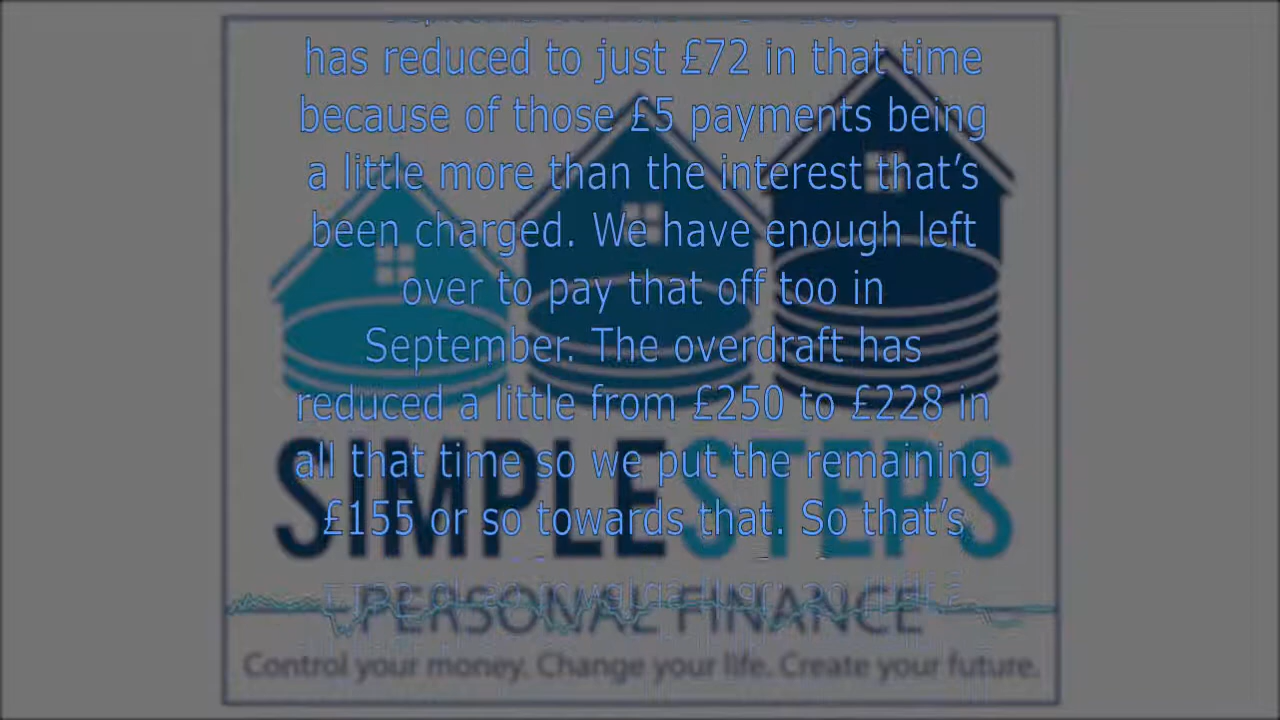 has reduced to just £72 in that time
because of those £5 payments being
a little more than the interest that’s
been charged. We have enough left
over to pay that off too in
September. The overdraft has
reduced a little from £250 to £228 in
all that time so we put the remaining
£155 or so towards that. So that’s
SIMPLESTEPS
PERSONAL FINANCE
Control your money. Change your life. Create your future.